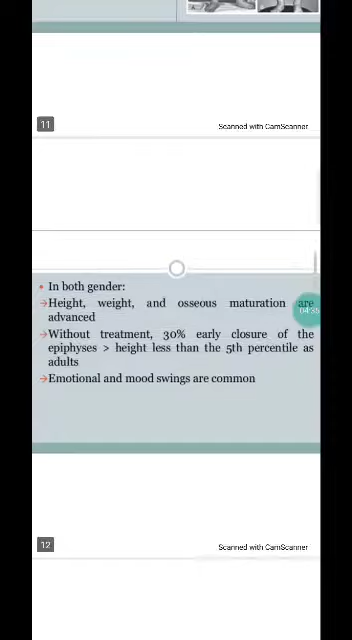 11
Scanned with CamScanner
• In both gender:
→Height, weight, and osseous maturation are
advanced
04:35
→Without treatment, 30% early closure of the
epiphyses > height less than the 5th percentile as
adults
→Emotional and mood swings are common
12
Scanned with CamScanner